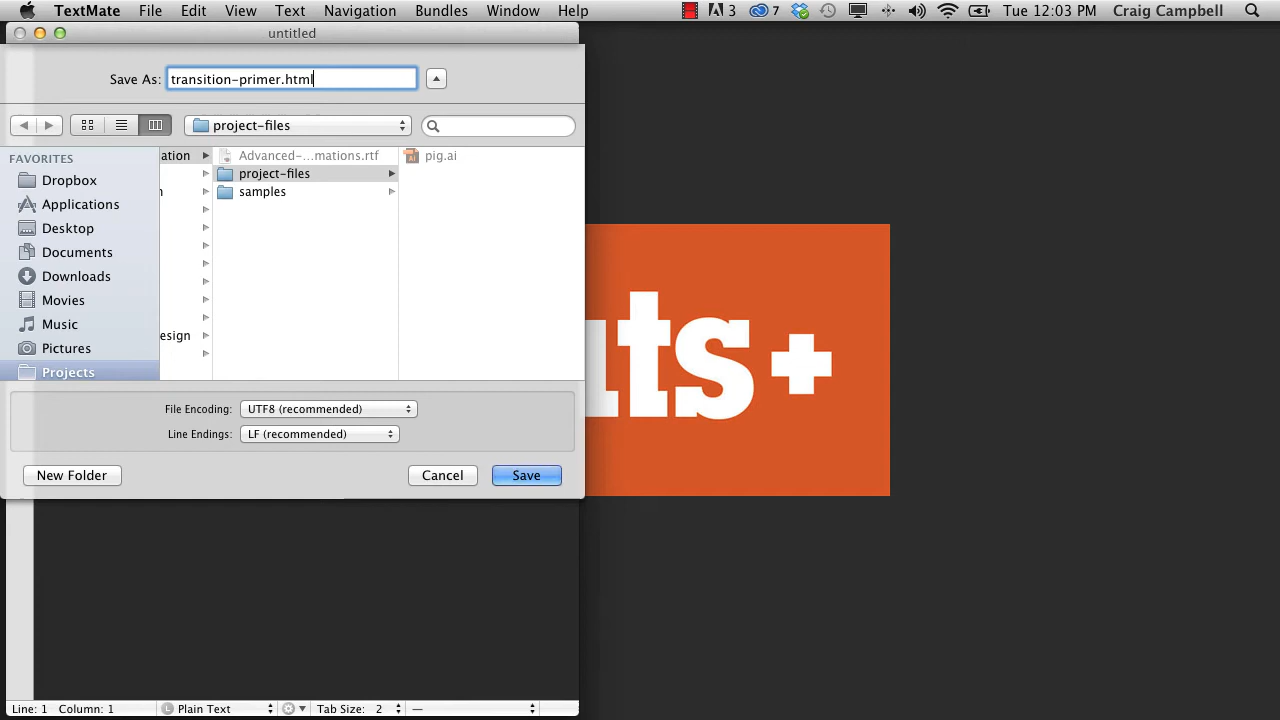 TextMate File Edit View Text Navigation Bundles Window Help 3 7 Tue 12:03 PM Craig Campbell
untitled
Save As: transition-primer.html
project-files
FAVORITES
Dropbox
Applications
Desktop
Documents
Downloads
Movies
Music
Pictures
Projects
ation
esign
Advanced-...mations.rtf
project-files
samples
pig.ai
ts+
File Encoding: UTF8 (recommended)
Line Endings: LF (recommended)
New Folder Cancel Save
Line: 1 Column: 1 L Plain Text Tab Size: 2 —